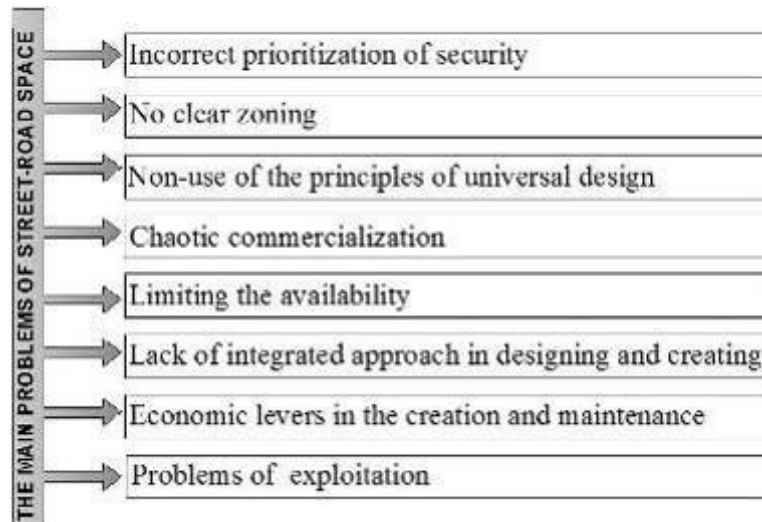 THE MAIN PROBLEMS OF STREET-ROAD SPACE
Incorrect prioritization of security
No clear zoning
Non-use of the principles of universal design
Chaotic commercialization
Limiting the availability
Lack of integrated approach in designing and creating
Economic levers in the creation and maintenance
Problems of exploitation